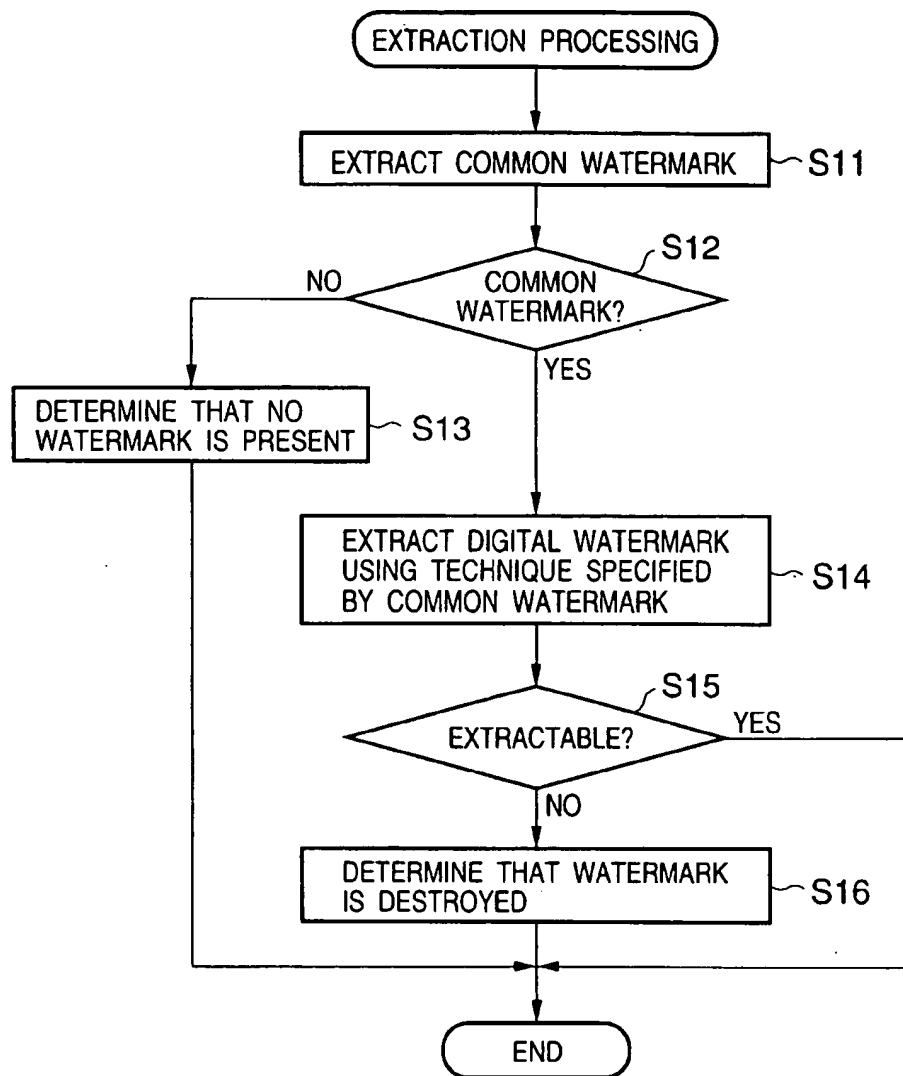 EXTRACTION PROCESSING
EXTRACT COMMON WATERMARK
S11
S12
COMMON
WATERMARK?
NO
YES
DETERMINE THAT NO
WATERMARK IS PRESENT
S13
EXTRACT DIGITAL WATERMARK
USING TECHNIQUE SPECIFIED
BY COMMON WATERMARK
S14
S15
EXTRACTABLE?
YES
NO
DETERMINE THAT WATERMARK
IS DESTROYED
S16
END